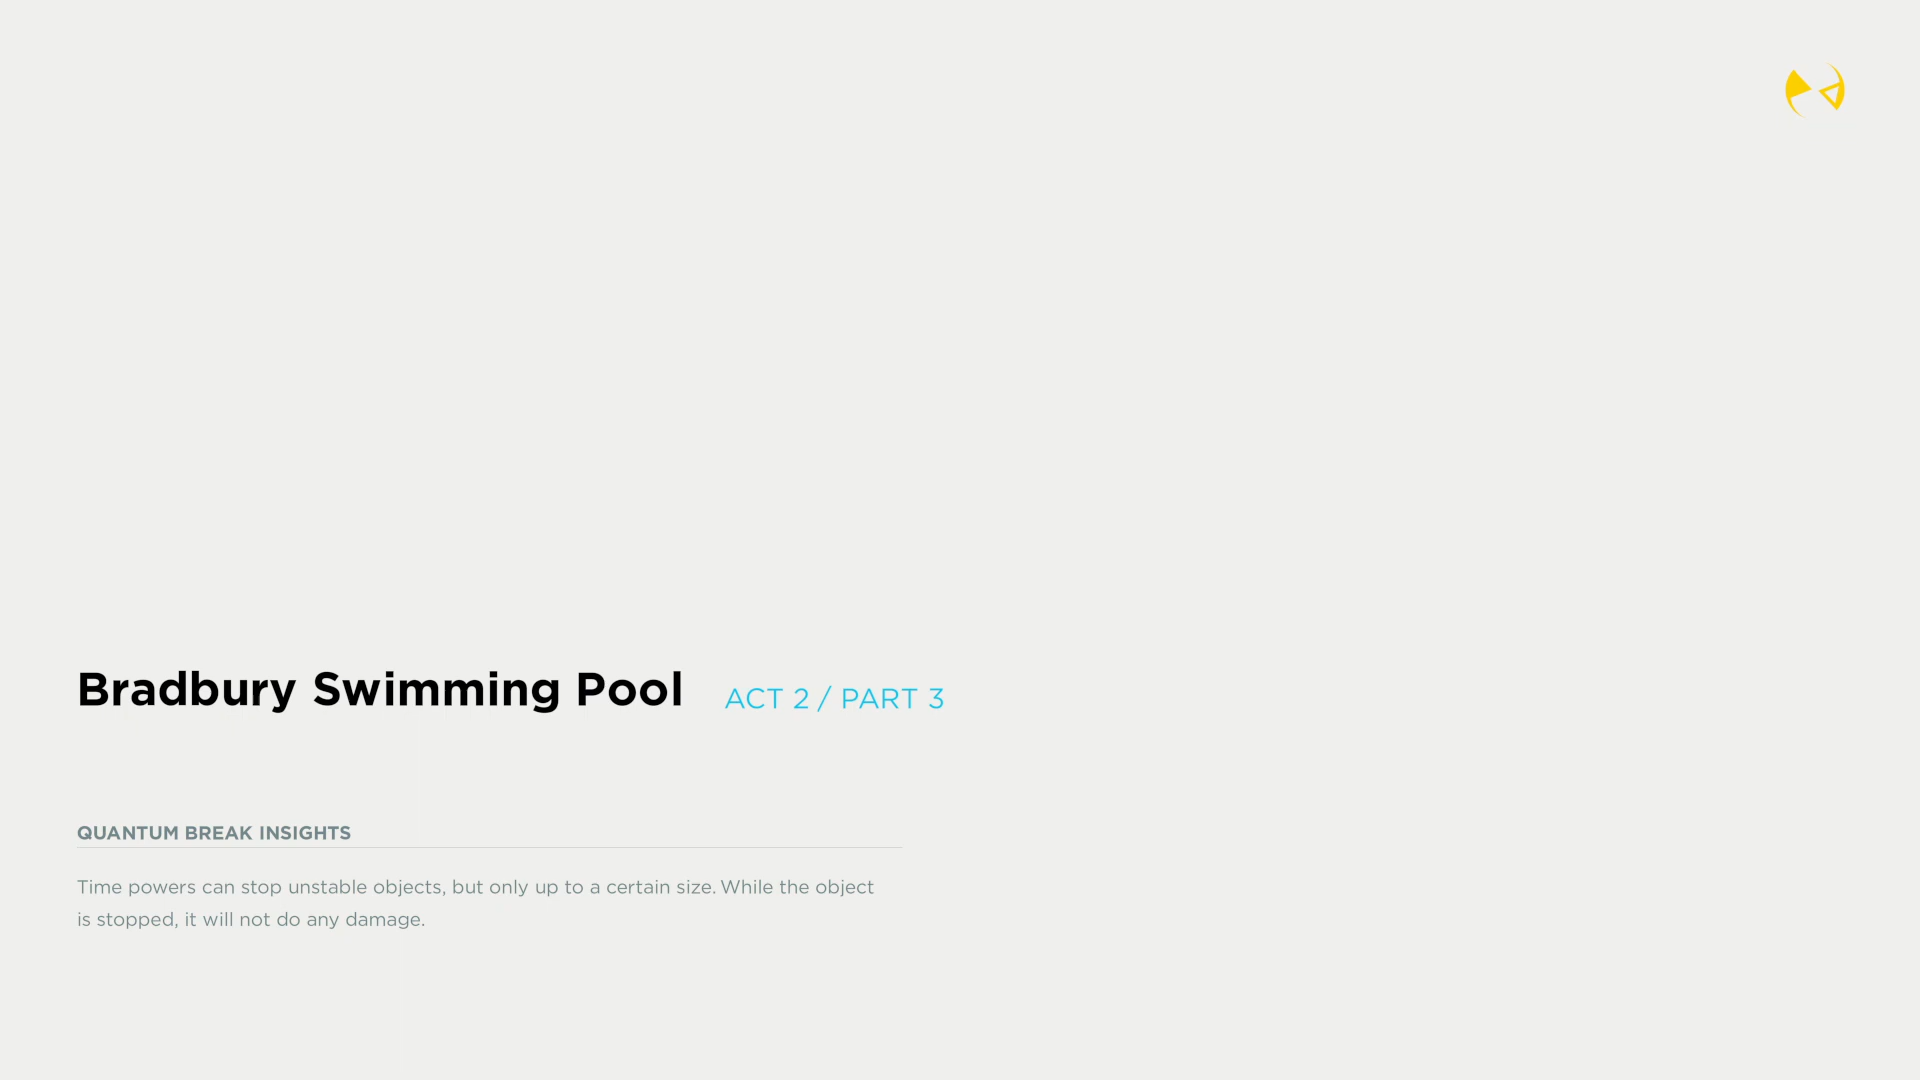 Bradbury Swimming Pool ACT 2 / PART 3
QUANTUM BREAK INSIGHTS
Time powers can stop unstable objects, but only up to a certain size. While the object
is stopped, it will not do any damage.